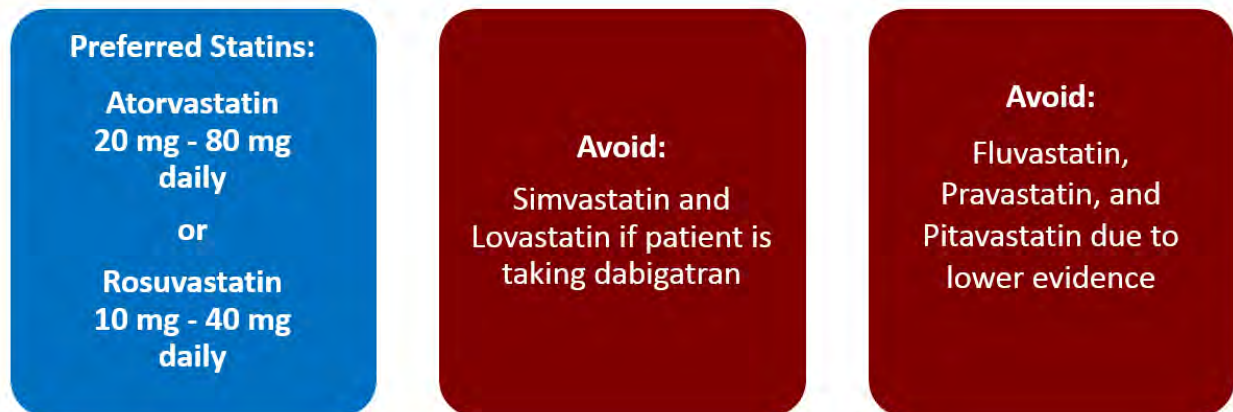 Preferred Statins:
Atorvastatin
20 mg - 80 mg
daily
or
Rosuvastatin
10 mg - 40 mg
daily
Avoid:
Simvastatin and
Lovastatin if patient is
taking dabigatran
Avoid:
Fluvastatin,
Pravastatin, and
Pitavastatin due to
lower evidence